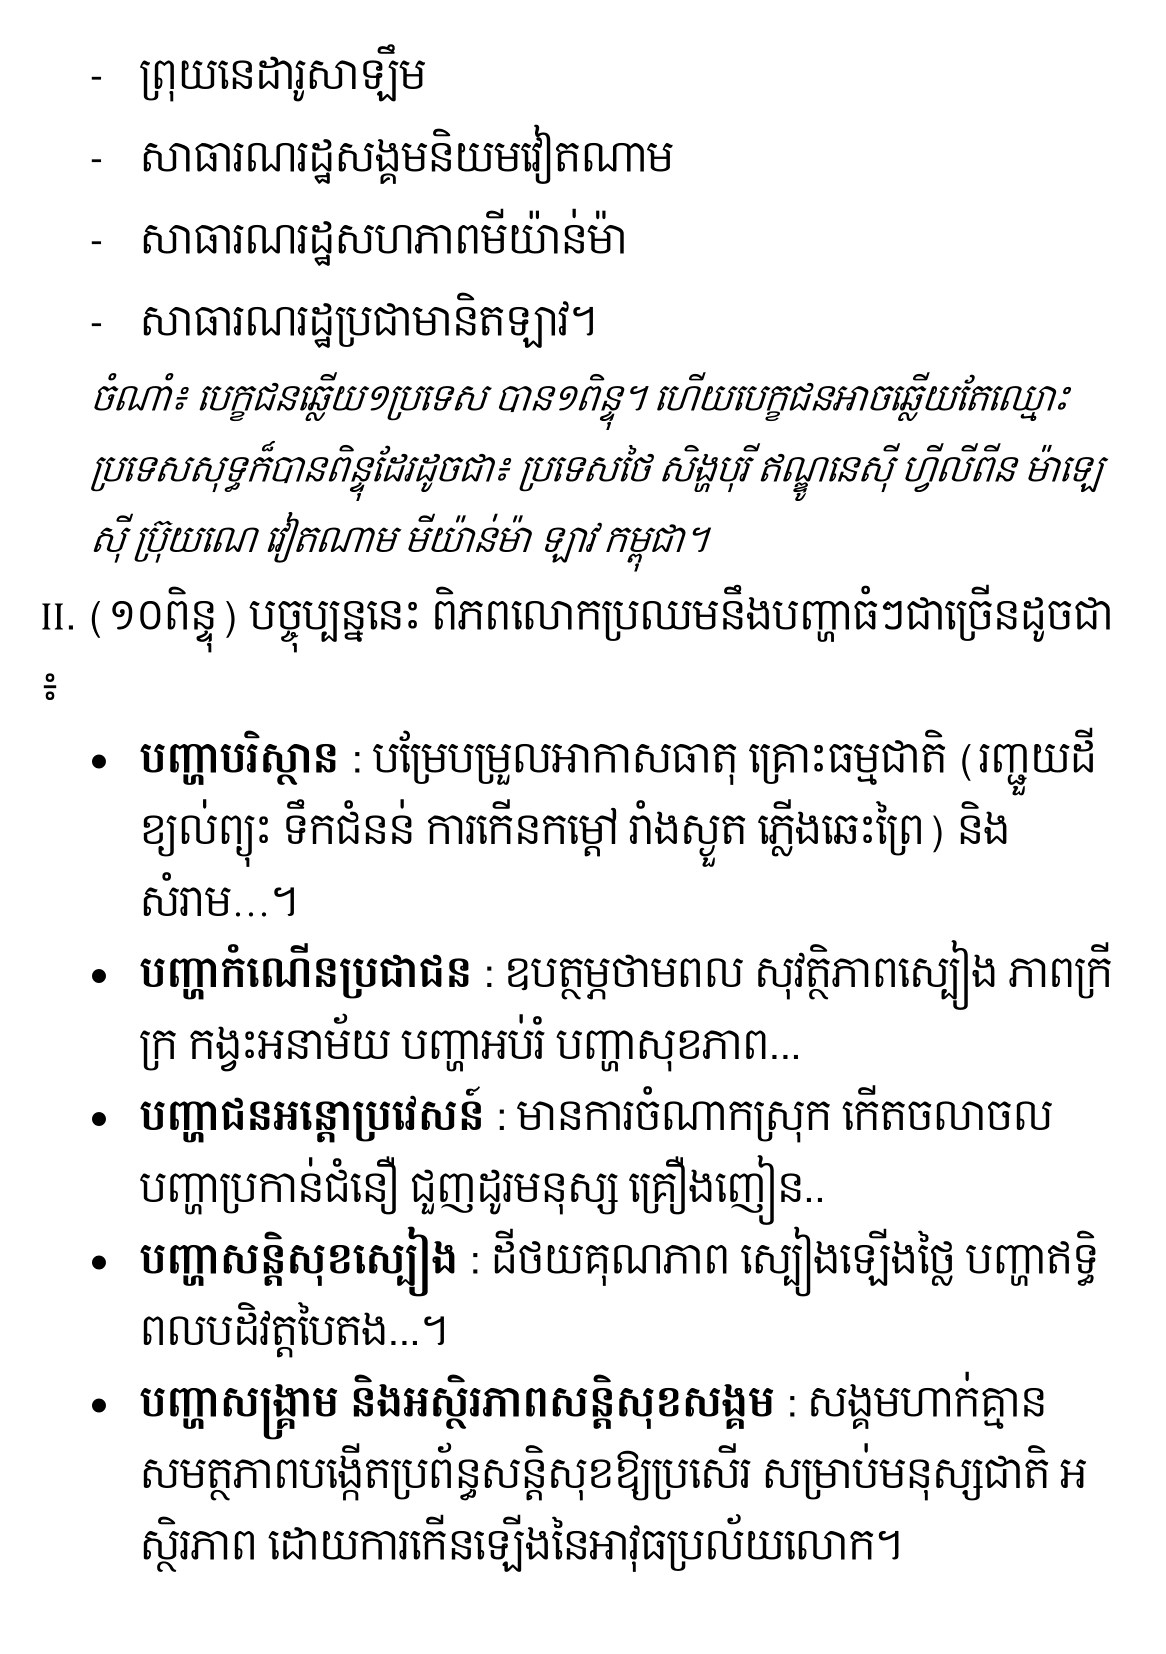 - ព្រុយនេដារូសាឡឹម
- សាធារណរដ្ឋសង្គមនិយមវៀតណាម
- សាធារណរដ្ឋសហភាពមីយ៉ាន់ម៉ា
- សាធារណរដ្ឋប្រជាមានិតឡាវ។
ចំណាំ៖ បេក្ខជនឆ្លើយ១ប្រទេស បាន១ពិន្ទុ។ ហើយបេក្ខជនអាចឆ្លើយតែឈ្មោះ
ប្រទេសសុទ្ធក៏បានពិន្ទុដែរដូចជា៖ ប្រទេសថៃ សិង្ហបុរី ឥណ្ឌូនេស៊ី ហ្វីលីពីន ម៉ាឡេ
ស៊ី ប្រ៊ុយណេ វៀតណាម មីយ៉ាន់ម៉ា ឡាវ កម្ពុជា។
II. (១០ពិន្ទុ) បច្ចុប្បន្ននេះ ពិភពលោកប្រឈមនឹងបញ្ហាធំៗជាច្រើនដូចជា
៖
• បញ្ហាបរិស្ថាន : បម្រែបម្រួលអាកាសធាតុ គ្រោះធម្មជាតិ (រញ្ជួយដី
ខ្យល់ព្យុះ ទឹកជំនន់ ការកើនកម្ដៅ រាំងស្ងួត ភ្លើងឆេះព្រៃ) និង
សំរាម...។
• បញ្ហាកំណើនប្រជាជន : ឧបត្ថម្ភថាមពល សុវត្ថិភាពស្បៀង ភាពក្រី
ក្រ កង្វះអនាម័យ បញ្ហាអប់រំ បញ្ហាសុខភាព...
• បញ្ហាជនអន្តោប្រវេសន៍ : មានការចំណាកស្រុក កើតចលាចល
បញ្ហាប្រកាន់ជំនឿ ជួញដូរមនុស្ស គ្រឿងញៀន..
• បញ្ហាសន្តិសុខស្បៀង : ដីថយគុណភាព ស្បៀងឡើងថ្លៃ បញ្ហាឥទ្ធិ
ពលបដិវត្តបៃតង...។
• បញ្ហាសង្គ្រាម និងអស្ថិរភាពសន្តិសុខសង្គម : សង្គមហាក់គ្មាន
សមត្ថភាពបង្កើតប្រព័ន្ធសន្តិសុខឱ្យប្រសើរ សម្រាប់មនុស្សជាតិ អ
ស្ថិរភាព ដោយការកើនឡើងនៃអាវុធប្រល័យលោក។